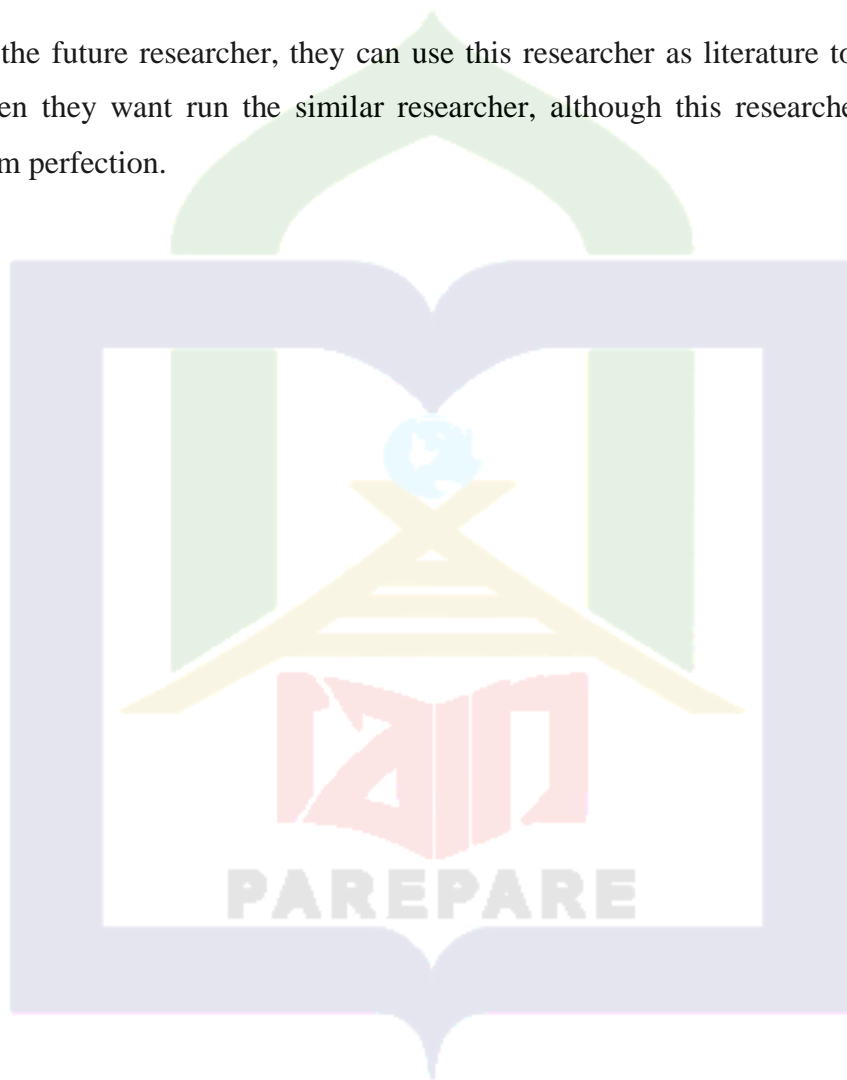 the future researcher, they can use this researcher as literature to
en they want run the similar researcher, although this researche
m perfection.
iain
PAREPARE